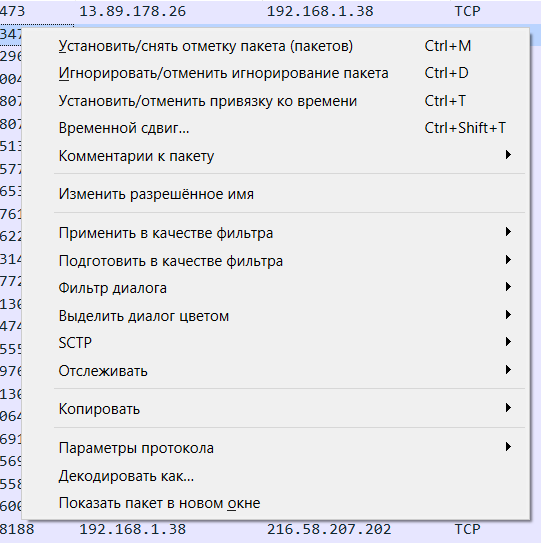 473 13.89.178.26 192.168.1.38 TCP
347
296 Установить/снять отметку пакета (пакетов) Ctrl+M
004 Игнорировать/отменить игнорирование пакета Ctrl+D
807 Установить/отменить привязку ко времени Ctrl+T
807 Временной сдвиг... Ctrl+Shift+T
513 Комментарии к пакету
577
653 Изменить разрешённое имя
761
622 Применить в качестве фильтра
314 Подготовить в качестве фильтра
772 Фильтр диалога
130 Выделить диалог цветом
474 SCTP
555
976 Отслеживать
130
064 Копировать
691
569 Параметры протокола
558 Декодировать как...
600 Показать пакет в новом окне
8188 192.168.1.38 216.58.207.202 TCP